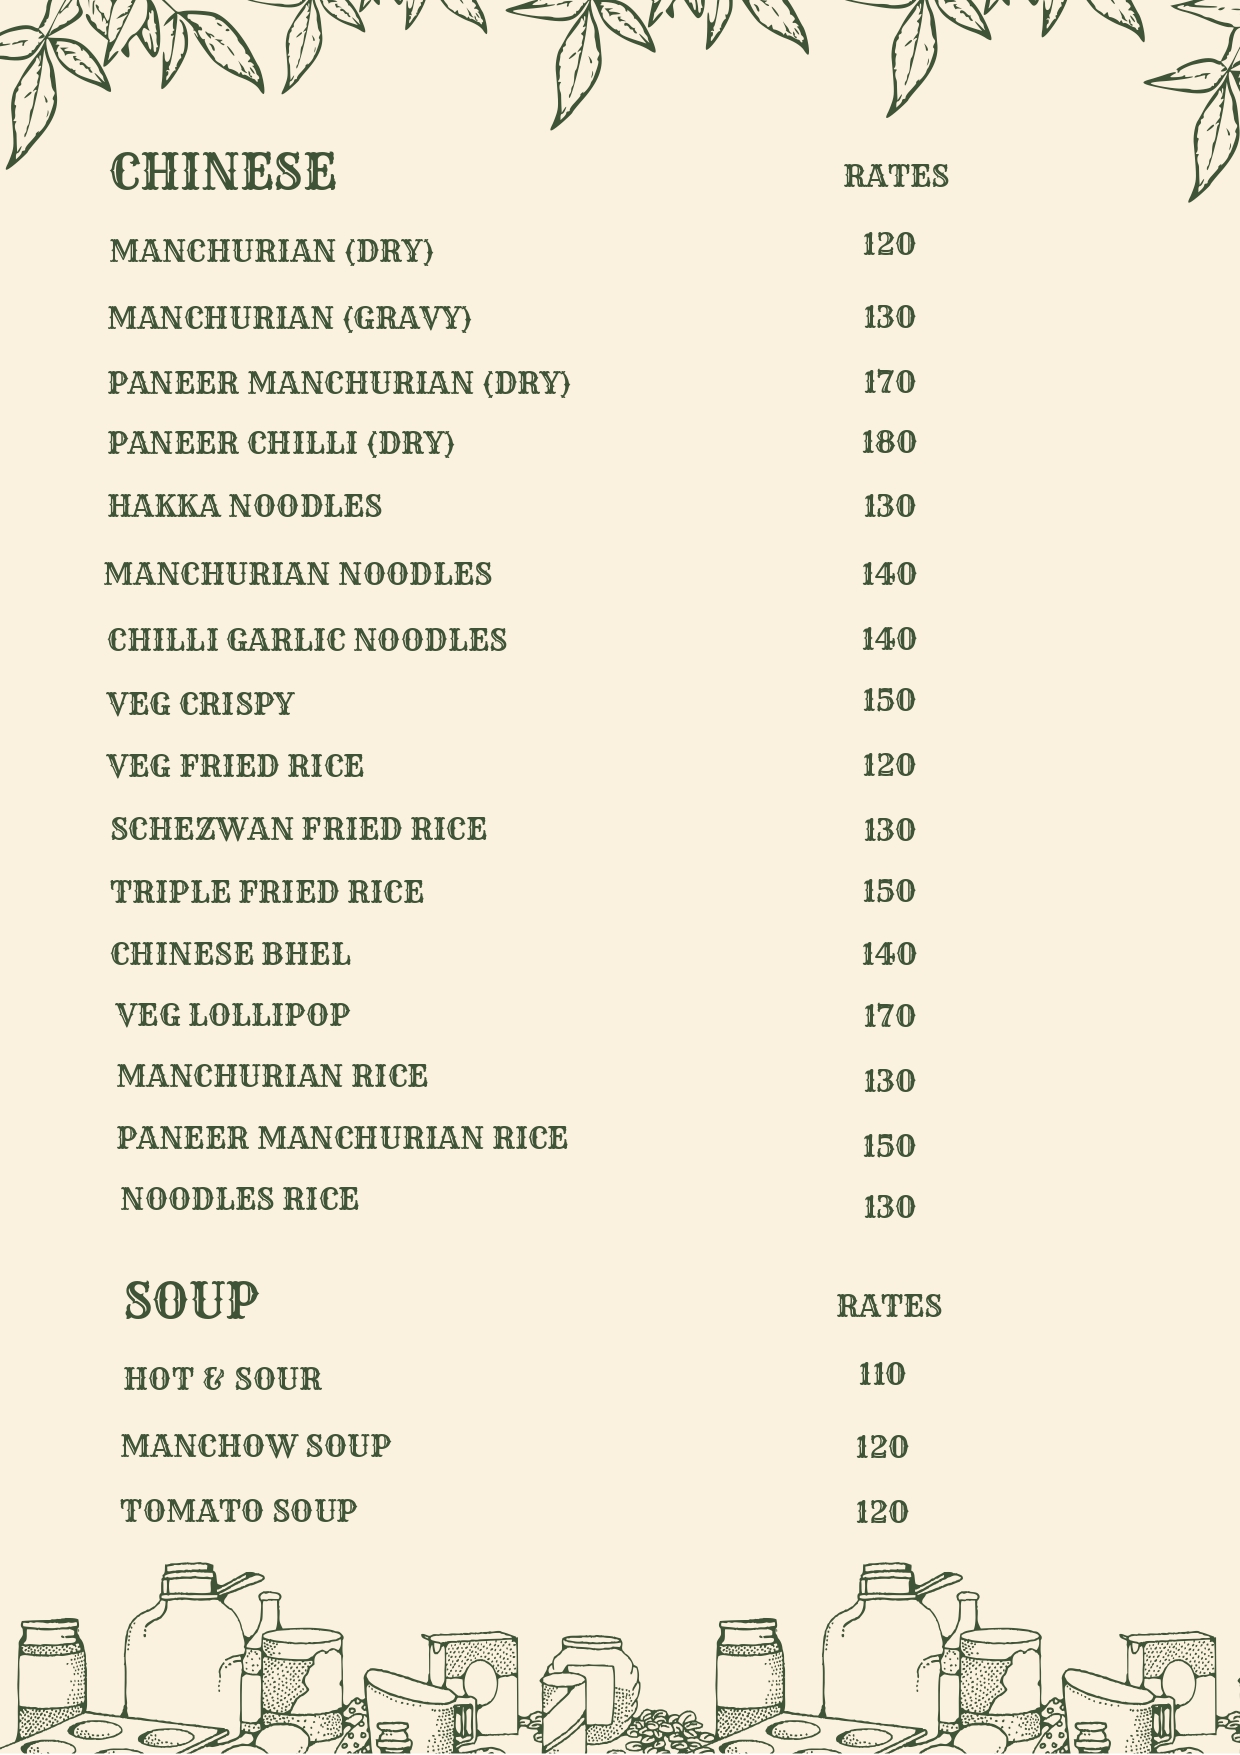 CHINESE RATES
MANCHURIAN (DRY) 120
MANCHURIAN (GRAVY) 130
PANEER MANCHURIAN (DRY) 170
PANEER CHILLI (DRY) 180
HAKKA NOODLES 130
MANCHURIAN NOODLES 140
CHILLI GARLIC NOODLES 140
VEG CRISPY 150
VEG FRIED RICE 120
SCHEZWAN FRIED RICE 130
TRIPLE FRIED RICE 150
CHINESE BHEL 140
VEG LOLLIPOP 170
MANCHURIAN RICE 130
PANEER MANCHURIAN RICE 150
NOODLES RICE 130
SOUP RATES
HOT & SOUR 110
MANCHOW SOUP 120
TOMATO SOUP 120